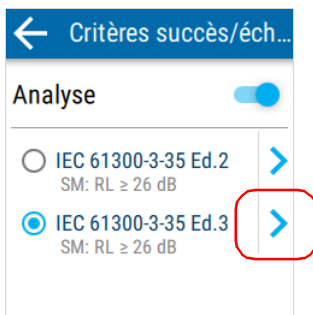 Critères succès/éch...
Analyse
IEC 61300-3-35 Ed.2
SM: RL ≥ 26 dB
IEC 61300-3-35 Ed.3
SM: RL ≥ 26 dB